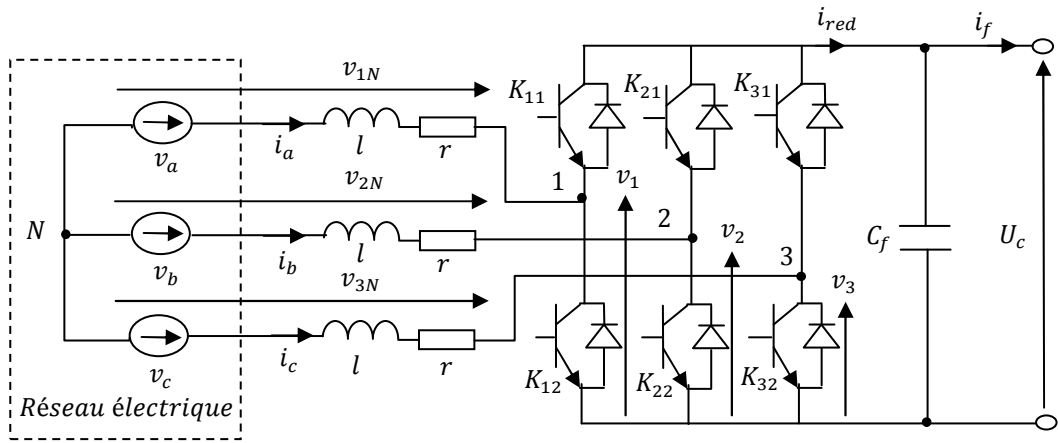 i_red
i_f
v_1N
K_11
K_21
K_31
v_a
i_a
l
r
v_2N
1
v_1
N
2
v_b
i_b
l
r
v_2
C_f
U_c
v_3N
3
v_3
v_c
i_c
l
r
K_12
K_22
K_32
Réseau électrique